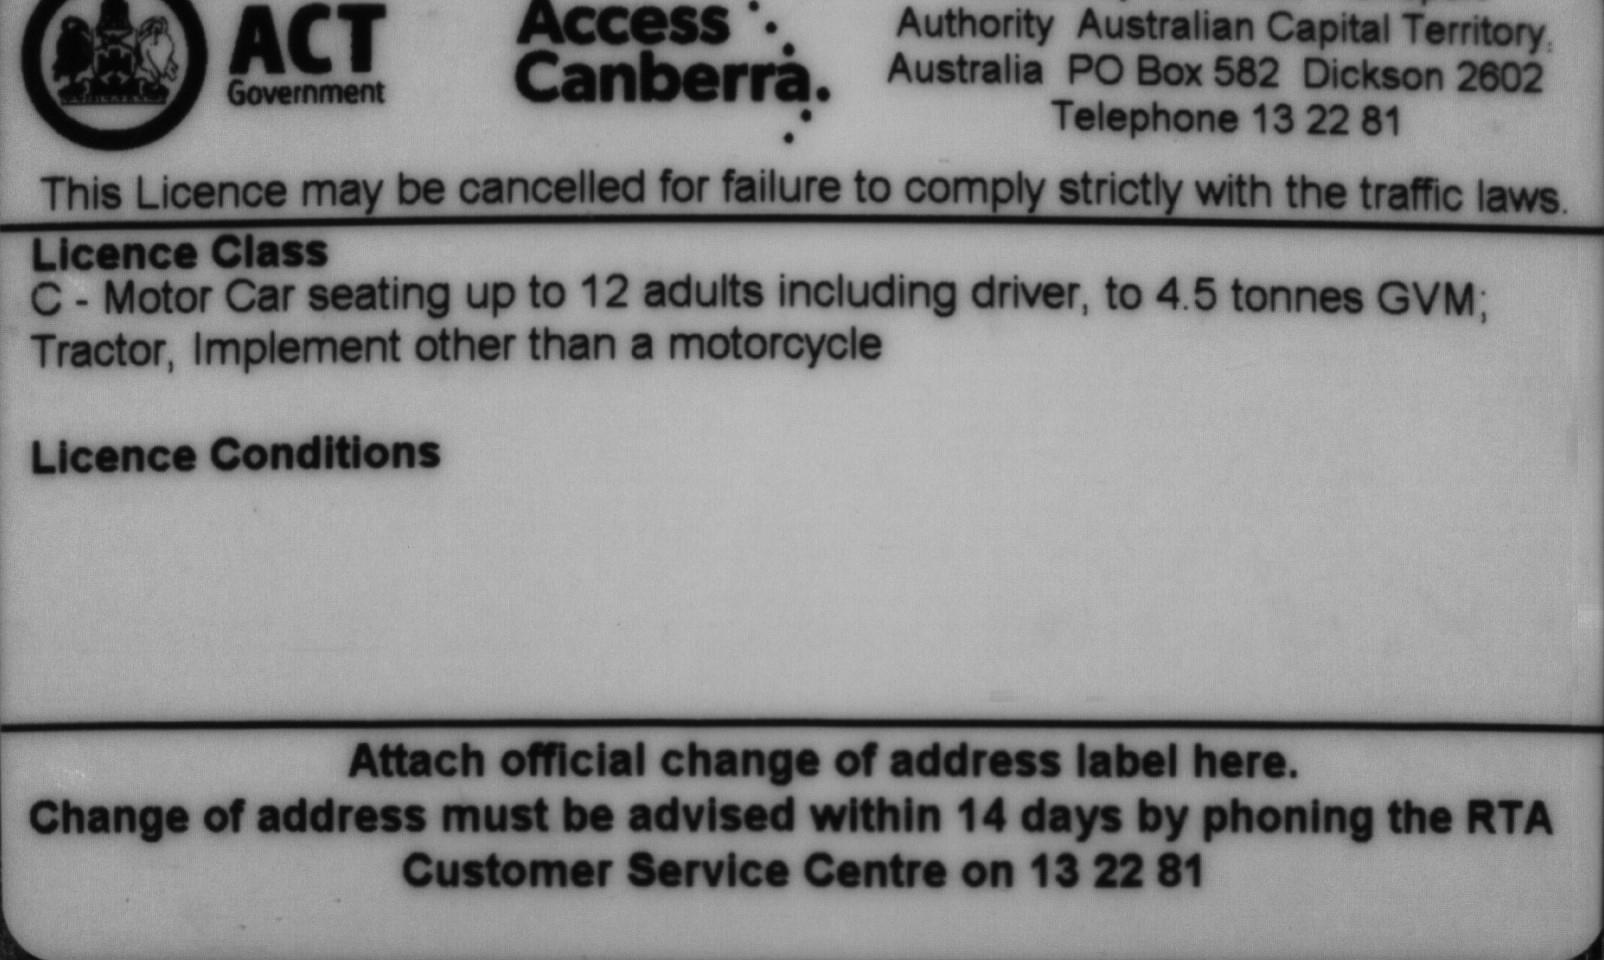 ACT
Government
Access
Canberra.
Authority Australian Capital Territory,
Australia PO Box 582 Dickson 2602
Telephone 13 22 81
This Licence may be cancelled for failure to comply strictly with the traffic laws.
Licence Class
C - Motor Car seating up to 12 adults including driver, to 4.5 tonnes GVM;
Tractor, Implement other than a motorcycle
Licence Conditions
Attach official change of address label here.
Change of address must be advised within 14 days by phoning the RTA
Customer Service Centre on 13 22 81